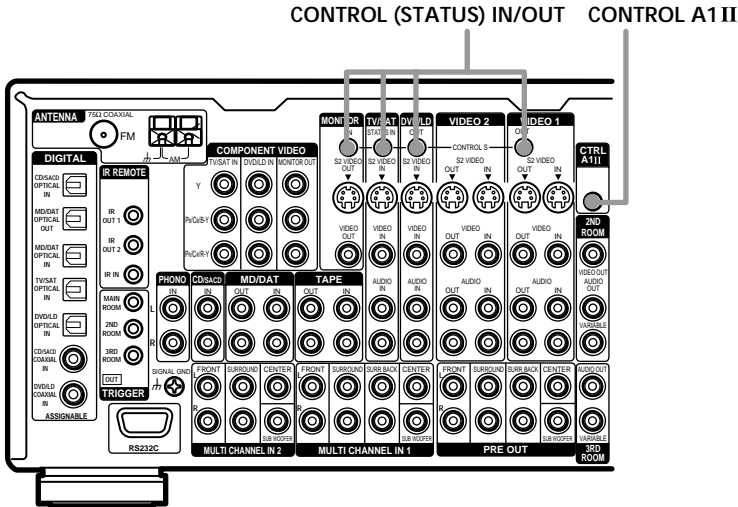 CONTROL (STATUS) IN/OUT CONTROL A1II
ANTENNA 75Ω COAXIAL
FM
AM
DIGITAL
CD/SACD OPTICAL IN
MD/DAT OPTICAL OUT
MD/DAT OPTICAL IN
TV/SAT OPTICAL IN
DVD/LD OPTICAL IN
CD/SACD COAXIAL IN
DVD/LD COAXIAL IN
ASSIGNABLE
IR REMOTE
IR OUT 1
IR OUT 2
IR IN
MAIN ROOM
2ND ROOM
3RD ROOM
OUT
TRIGGER
COMPONENT VIDEO
TV/SAT IN DVD/LD IN MONITOR OUT
Y
PB/CB/B-Y
PR/CR/R-Y
MONITOR TV/SAT DVD/LD VIDEO 2 VIDEO 1
IN STATUS IN OUT CONTROL S OUT
S2 VIDEO OUT S2 VIDEO IN S2 VIDEO IN S2 VIDEO OUT IN S2 VIDEO OUT IN
VIDEO OUT VIDEO IN VIDEO IN VIDEO OUT IN VIDEO OUT IN
AUDIO IN AUDIO IN AUDIO OUT IN AUDIO OUT IN
CTRL A1II
2ND ROOM
VIDEO OUT
AUDIO OUT
VARIABLE
PHONO CD/SACD MD/DAT TAPE
IN IN OUT IN OUT IN
L
R
SIGNAL GND
RS232C
FRONT SURROUND CENTER FRONT SURROUND SURR BACK CENTER FRONT SURROUND SURR BACK CENTER AUDIO OUT
L L L
R R R
SUB WOOFER SUB WOOFER SUB WOOFER VARIABLE
MULTI CHANNEL IN 2 MULTI CHANNEL IN 1 PRE OUT 3RD ROOM